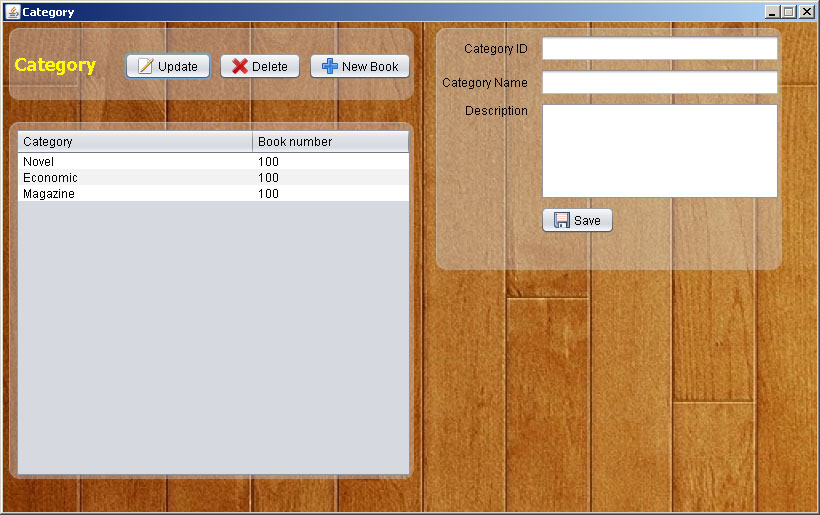 Category
Category
Update
Delete
New Book
Category Book number
Novel 100
Economic 100
Magazine 100
Category ID
Category Name
Description
Save